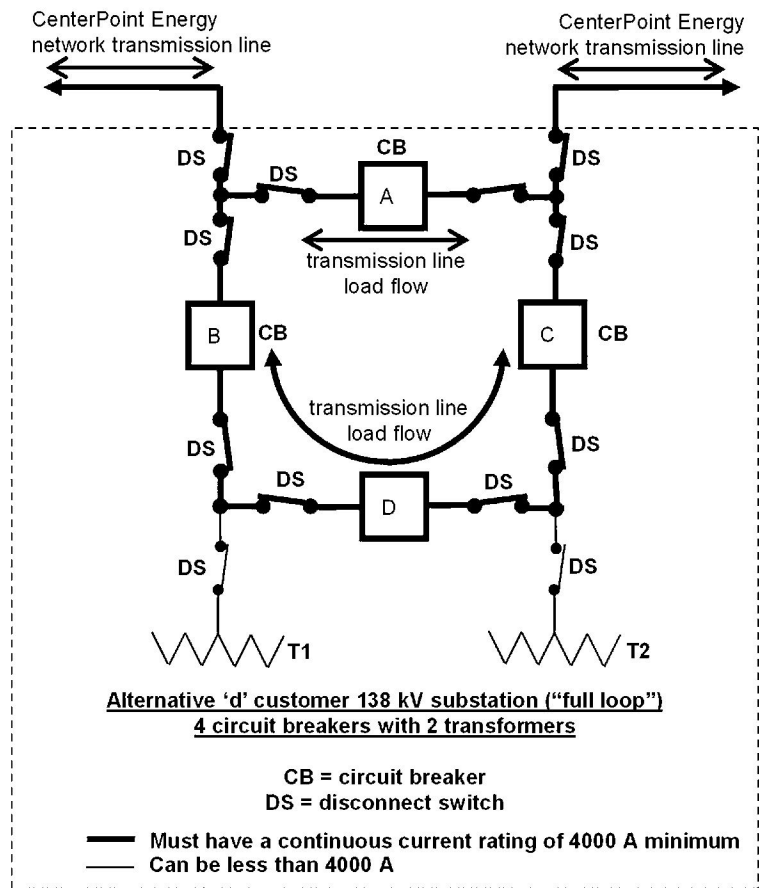 CenterPoint Energy
network transmission line
CenterPoint Energy
network transmission line
DS
DS
CB
A
DS
DS
DS
transmission line
load flow
B
CB
C
CB
transmission line
load flow
DS
DS
DS
D
DS
DS
DS
T1
T2
Alternative ‘d’ customer 138 kV substation (“full loop”)
4 circuit breakers with 2 transformers
CB = circuit breaker
DS = disconnect switch
Must have a continuous current rating of 4000 A minimum
Can be less than 4000 A